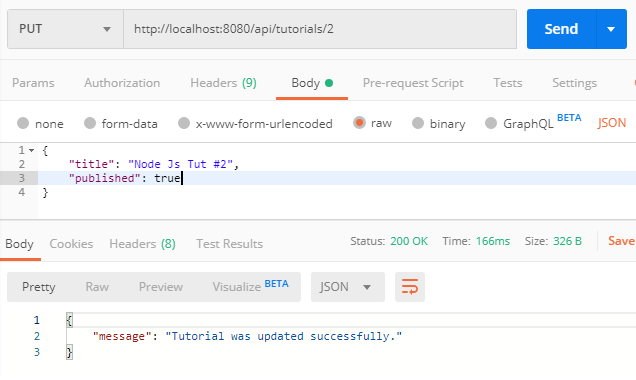 PUT http://localhost:8080/api/tutorials/2 Send
Params Authorization Headers (9) Body Pre-request Script Tests Settings
none form-data x-www-form-urlencoded raw binary GraphQL BETA JSON
1 {
2 "title": "Node Js Tut #2",
3 "published": true
4 }
Body Cookies Headers (8) Test Results Status: 200 OK Time: 166ms Size: 326 B Save
Pretty Raw Preview Visualize BETA JSON
1 {
2 "message": "Tutorial was updated successfully."
3 }